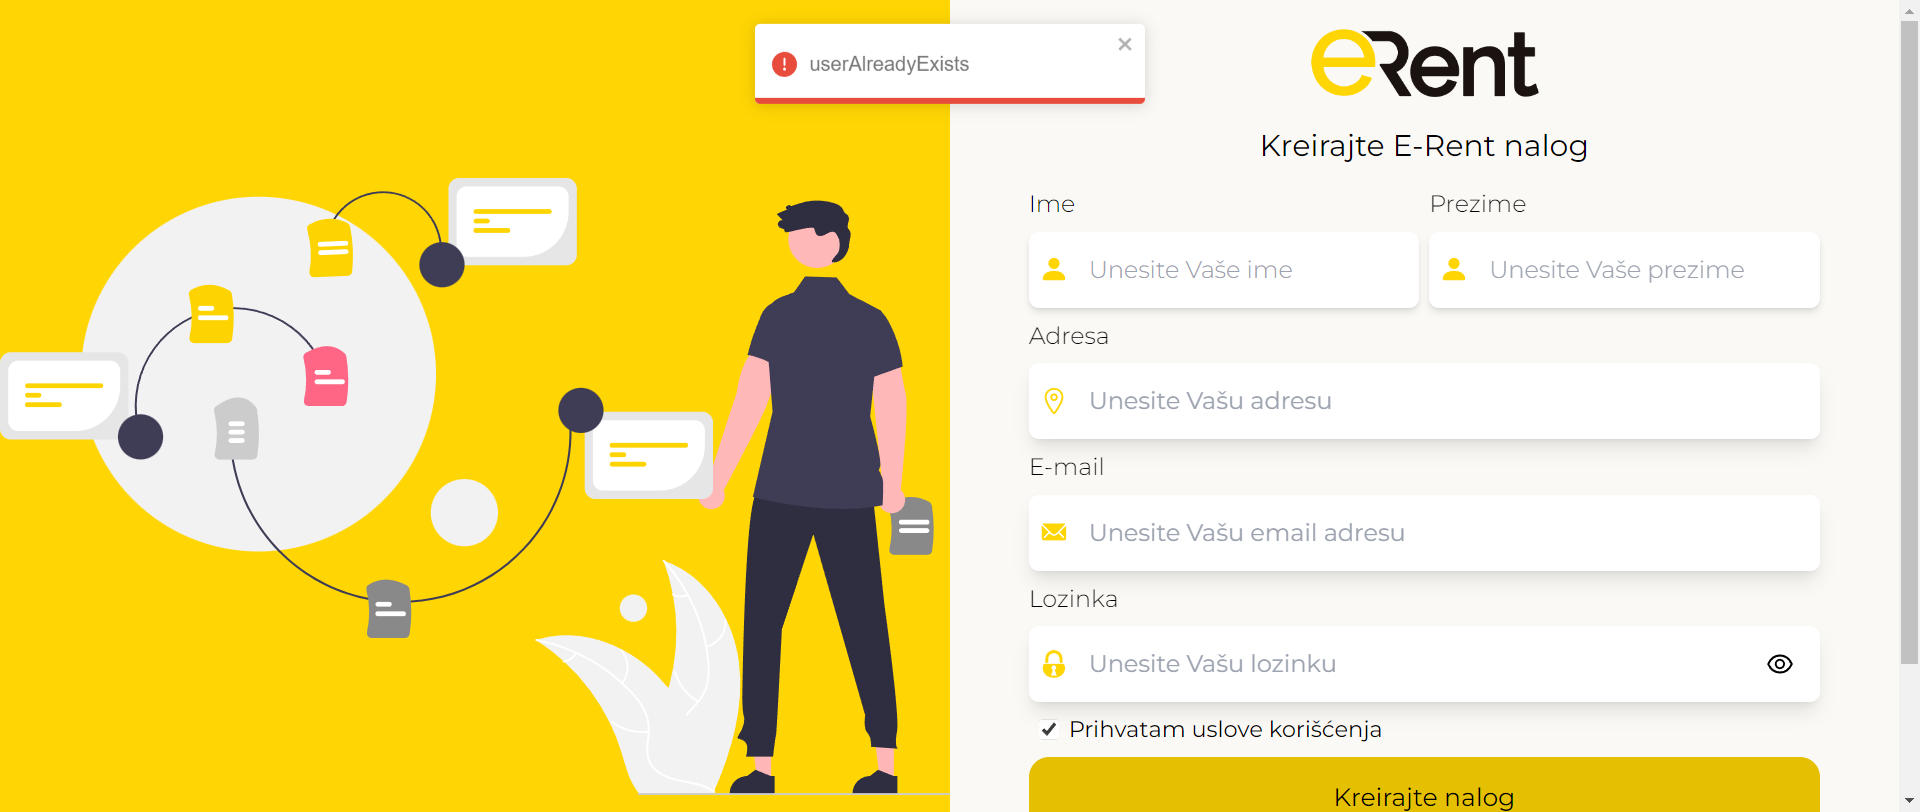 userAlreadyExists
eRent
Kreirajte E-Rent nalog
Ime
Prezime
Unesite Vaše ime
Unesite Vaše prezime
Adresa
Unesite Vašu adresu
E-mail
Unesite Vašu email adresu
Lozinka
Unesite Vašu lozinku
Prihvatam uslove korišćenja
Kreirajte nalog